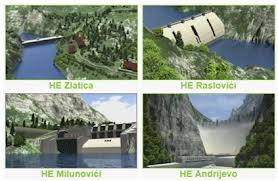 HE Zlatica
HE Raslovići
HE Milunovići
HE Andrijevo